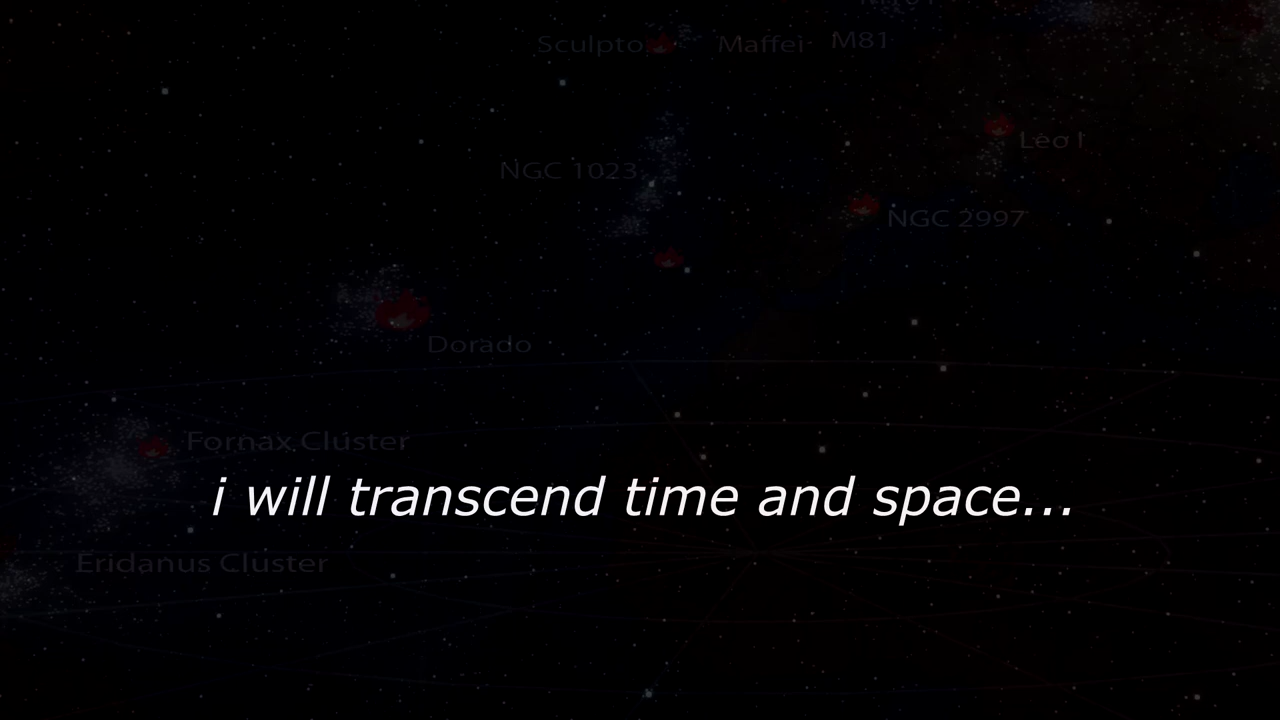 Sculpto
Maffei
M81
Leo I
NGC 1023
NGC 2997
Dorado
Fornax Cluster
i will transcend time and space...
Eridanus Cluster